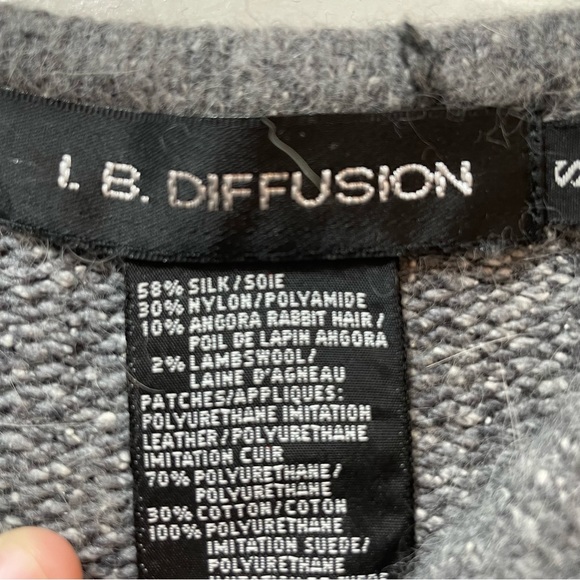 I. B. DIFFUSION
S
58% SILK/SOIE
30% NYLON/POLYAMIDE
10% ANGORA RABBIT HAIR/
POIL DE LAPIN ANGORA
2% LAMBSWOOL/
LAINE D'AGNEAU
PATCHES/APPLIQUES:
POLYURETHANE IMITATION
LEATHER/POLYURETHANE
IMITATION CUIR
70% POLYURETHANE/
POLYURETHANE
30% COTTON/COTON
100% POLYURETHANE
IMITATION SUEDE/
POLYURETHANE
IMITATION